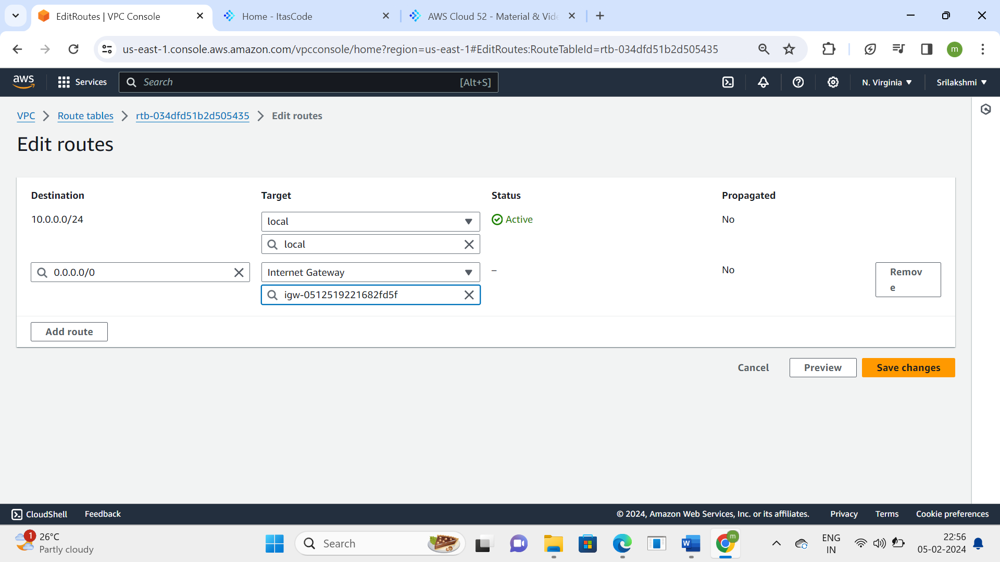 EditRoutes | VPC Console
Home - ItasCode
AWS Cloud 52 - Material & Vide
us-east-1.console.aws.amazon.com/vpcconsole/home?region=us-east-1#EditRoutes:RouteTableId=rtb-034dfd51b2d505435
m
aws
Services
Search
[Alt+S]
N. Virginia
Srilakshmi
VPC
Route tables
rtb-034dfd51b2d505435
Edit routes
Edit routes
Destination
Target
Status
Propagated
10.0.0.0/24
local
Active
No
local
0.0.0.0/0
Internet Gateway
–
No
Remov
e
igw-0512519221682fd5f
Add route
Cancel
Preview
Save changes
CloudShell
Feedback
© 2024, Amazon Web Services, Inc. or its affiliates.
Privacy
Terms
Cookie preferences
1
26°C
Partly cloudy
Search
W
m
ENG
IN
22:56
05-02-2024